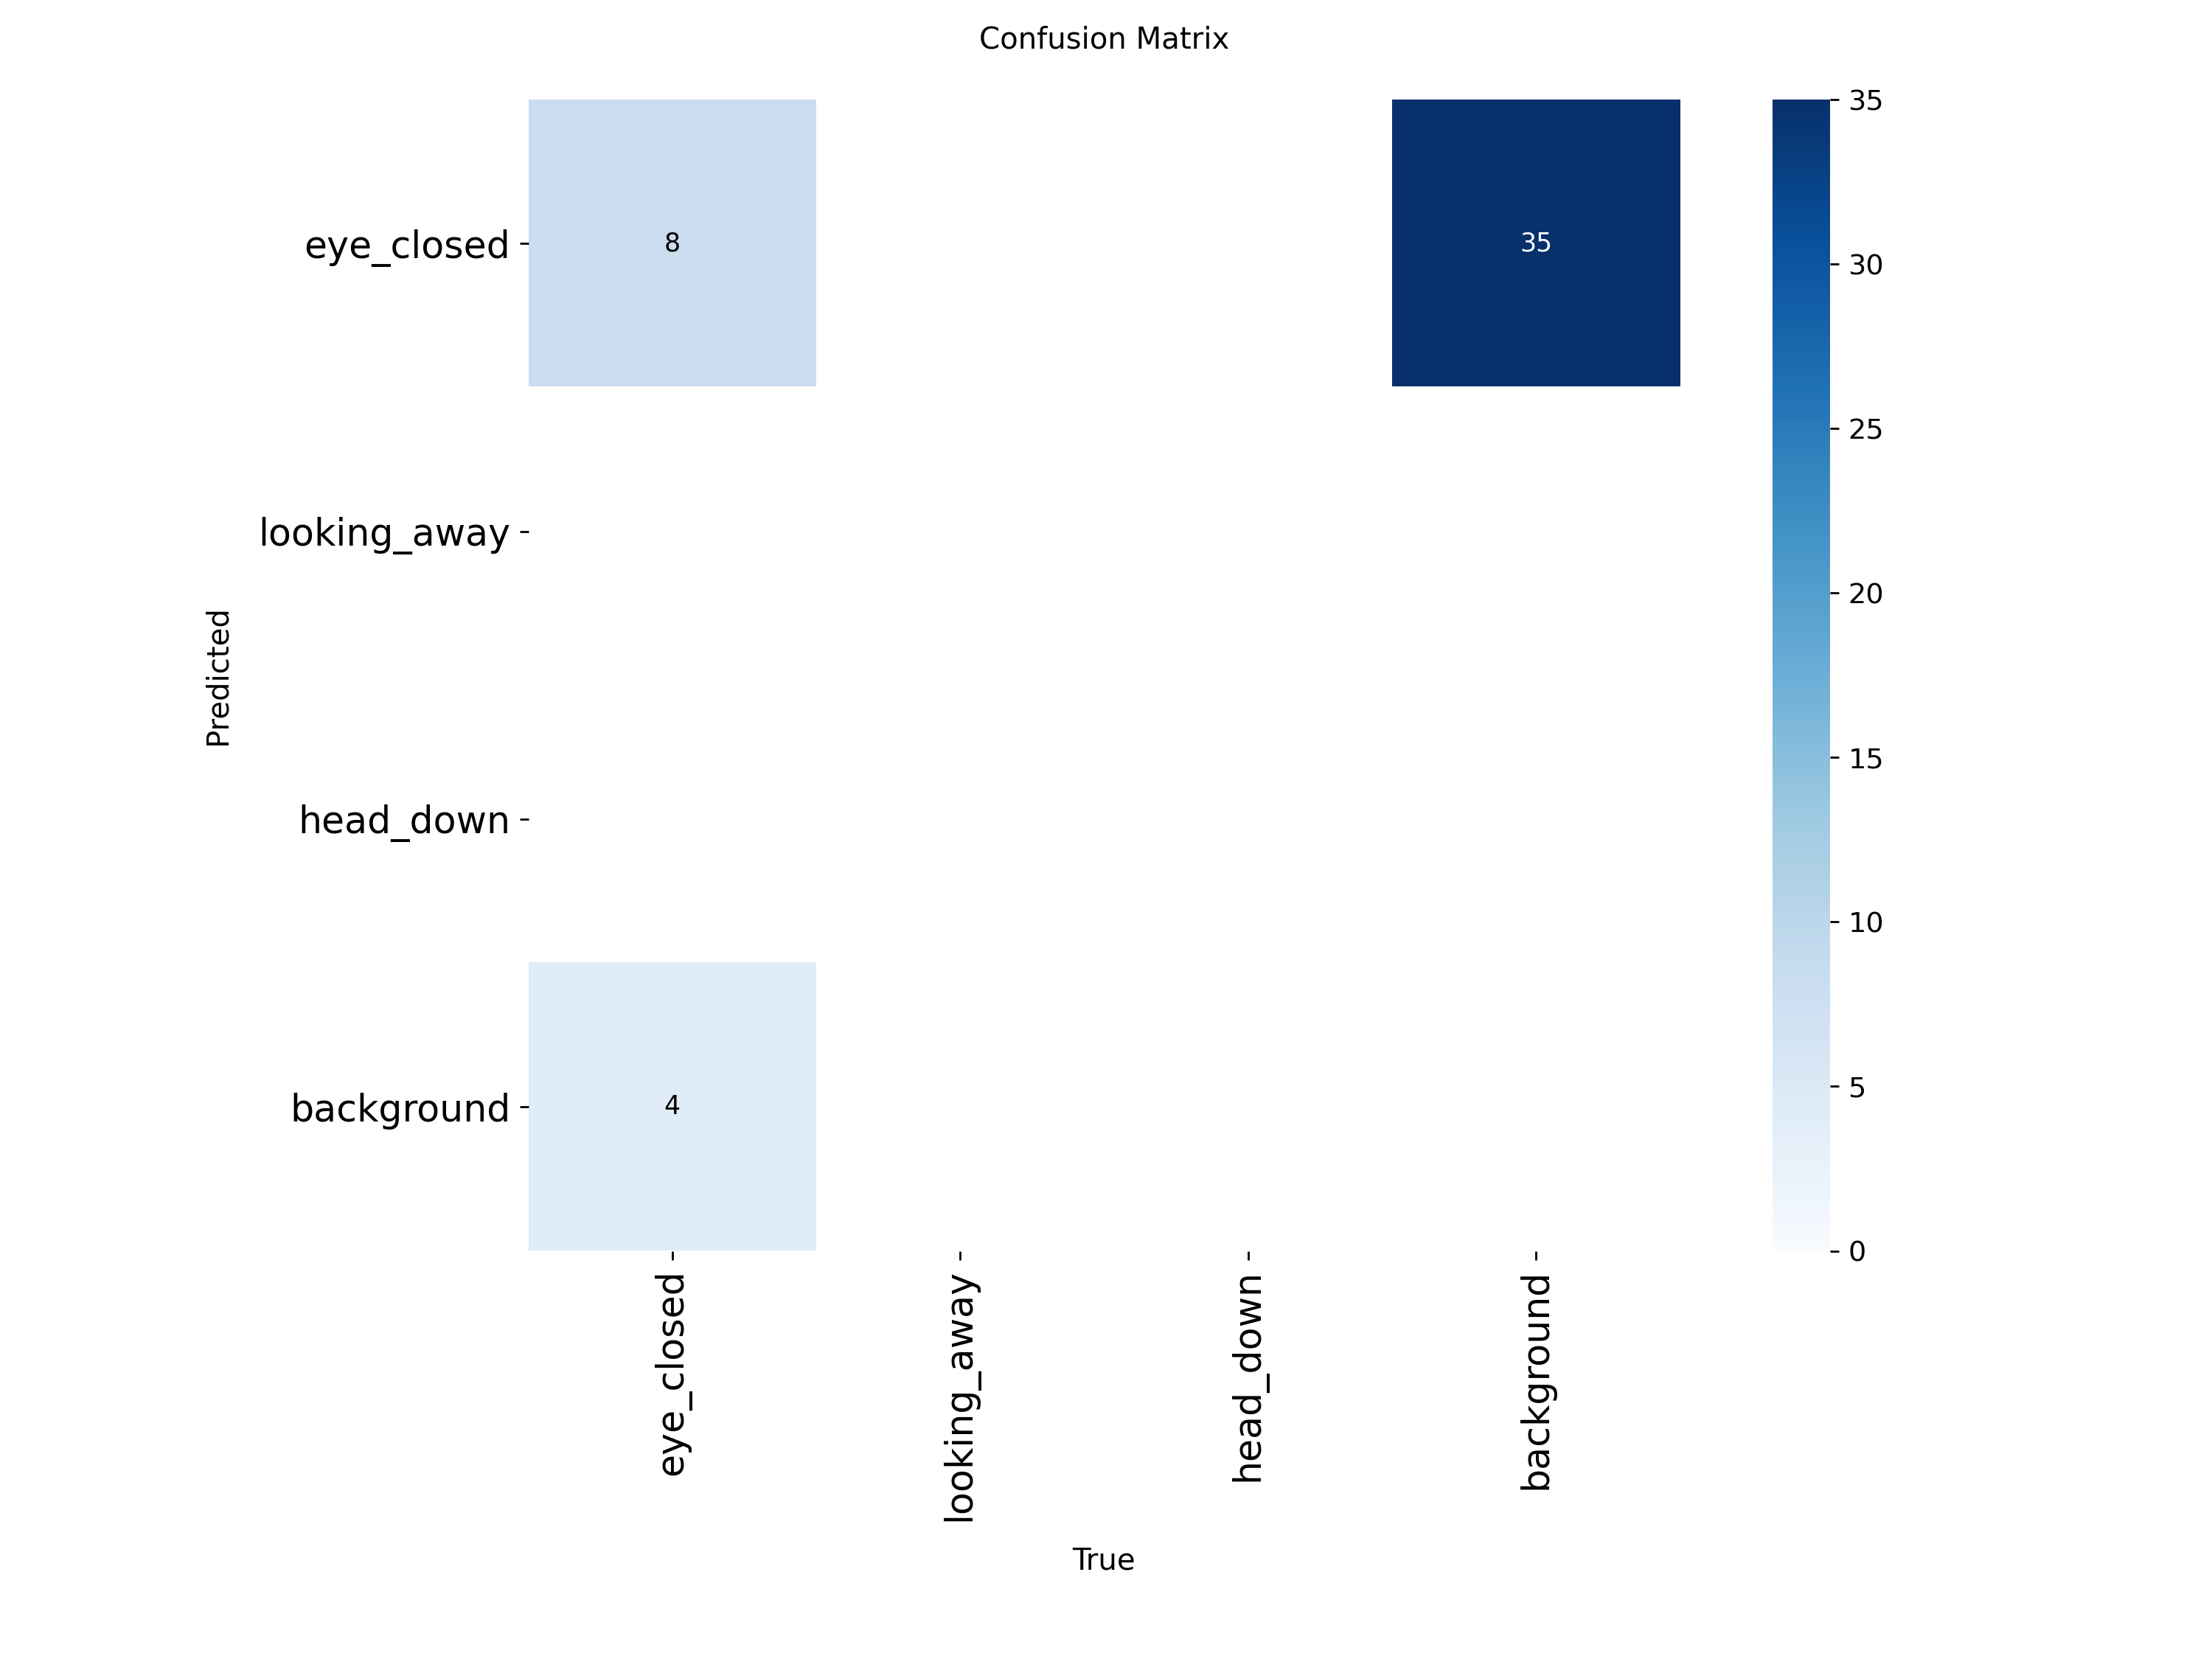 Confusion Matrix
eye_closed
looking_away
head_down
background
Predicted
8
35
4
eye_closed
looking_away
head_down
background
True
35
30
25
20
15
10
5
0